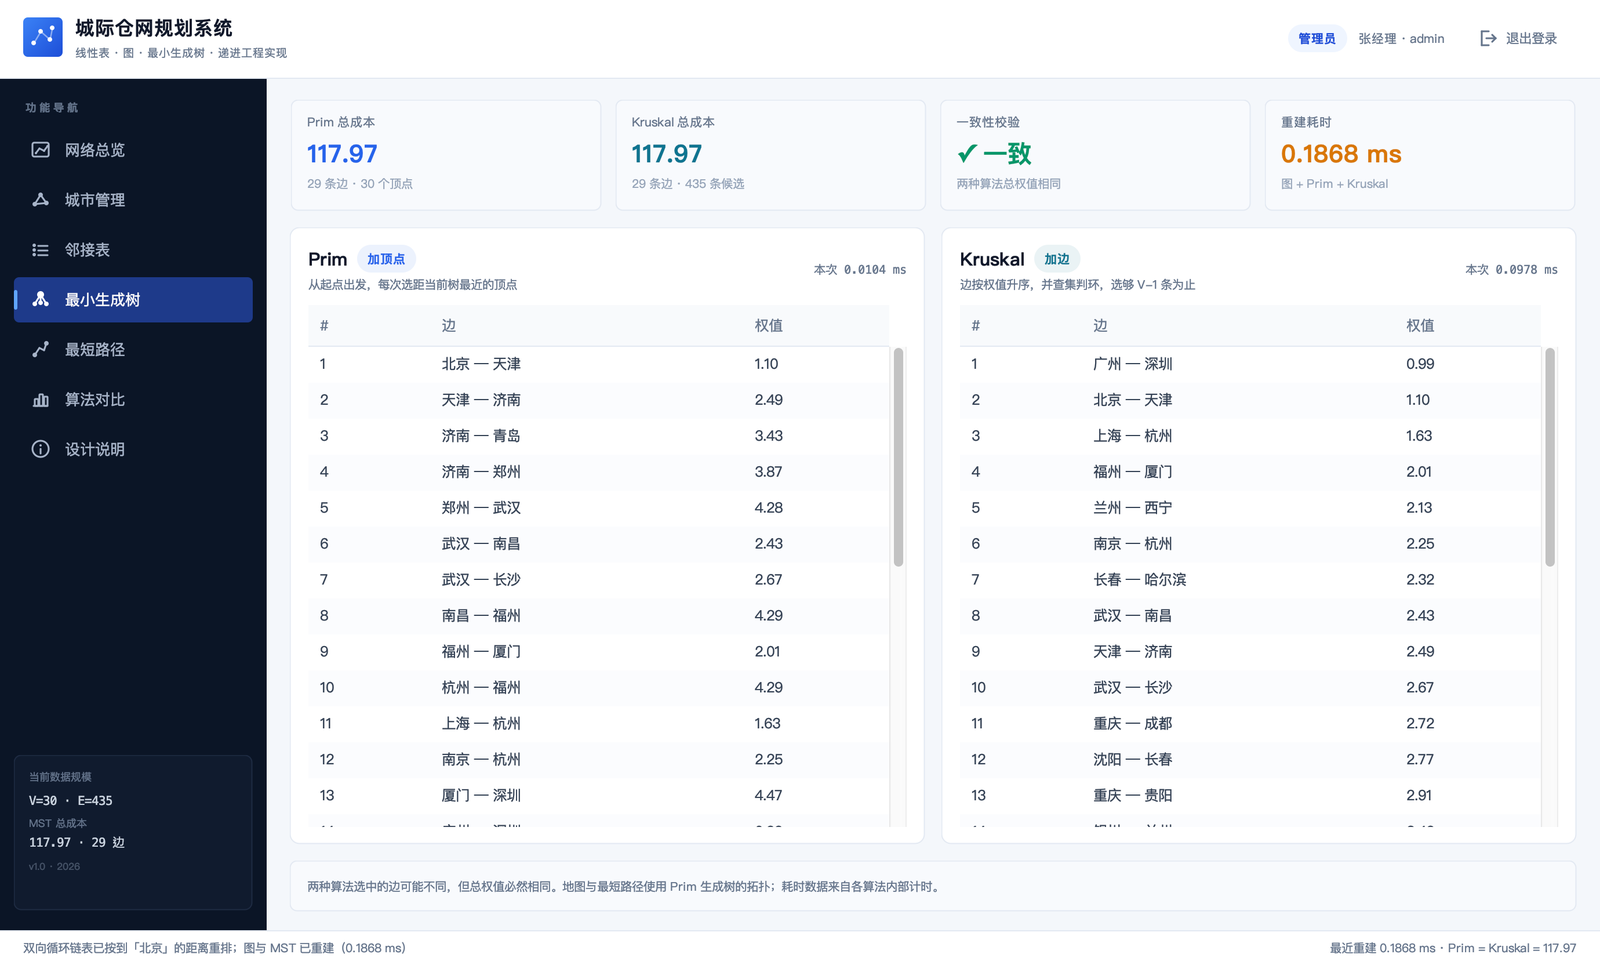 城际仓网规划系统
线性表 · 图 · 最小生成树 · 递进工程实现
管理员 张经理 · admin 退出登录
功能导航
网络总览
城市管理
邻接表
最小生成树
最短路径
算法对比
设计说明
当前数据规模
V=30 · E=435
MST 总成本
117.97 · 29 边
v1.0 · 2026
Prim 总成本
117.97
29 条边 · 30 个顶点
Kruskal 总成本
117.97
29 条边 · 435 条候选
一致性校验
✓ 一致
两种算法总权值相同
重建耗时
0.1868 ms
图 + Prim + Kruskal
Prim 加顶点
从起点出发，每次选距当前树最近的顶点
本次 0.0104 ms
# 边 权值
1 北京 — 天津 1.10
2 天津 — 济南 2.49
3 济南 — 青岛 3.43
4 济南 — 郑州 3.87
5 郑州 — 武汉 4.28
6 武汉 — 南昌 2.43
7 武汉 — 长沙 2.67
8 南昌 — 福州 4.29
9 福州 — 厦门 2.01
10 杭州 — 福州 4.29
11 上海 — 杭州 1.63
12 南京 — 杭州 2.25
13 厦门 — 深圳 4.47
Kruskal 加边
边按权值升序，并查集判环，选够 V−1 条为止
本次 0.0978 ms
# 边 权值
1 广州 — 深圳 0.99
2 北京 — 天津 1.10
3 上海 — 杭州 1.63
4 福州 — 厦门 2.01
5 兰州 — 西宁 2.13
6 南京 — 杭州 2.25
7 长春 — 哈尔滨 2.32
8 武汉 — 南昌 2.43
9 天津 — 济南 2.49
10 武汉 — 长沙 2.67
11 重庆 — 成都 2.72
12 沈阳 — 长春 2.77
13 重庆 — 贵阳 2.91
两种算法选中的边可能不同，但总权值必然相同。地图与最短路径使用 Prim 生成树的拓扑；耗时数据来自各算法内部计时。
双向循环链表已按到「北京」的距离重排；图与 MST 已重建（0.1868 ms）
最近重建 0.1868 ms · Prim = Kruskal = 117.97